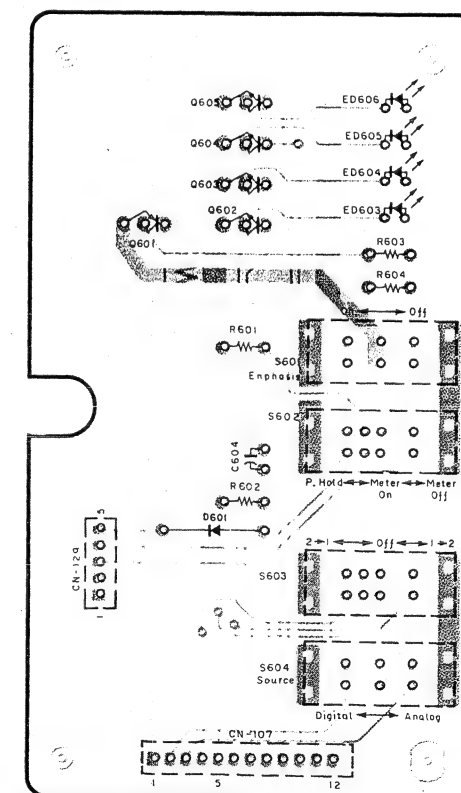 Q605 ED606
Q604 ED605
Q603 ED604
Q602 ED603
Q601
R603
R604
Off
R601
S601
Enphasis
S602
C604
P. Hold Meter On Meter Off
R602
D601
5
CN-129
1
2 1 Off 1 2
S603
S604
Source
Digital Analog
CN-107
1 5 12